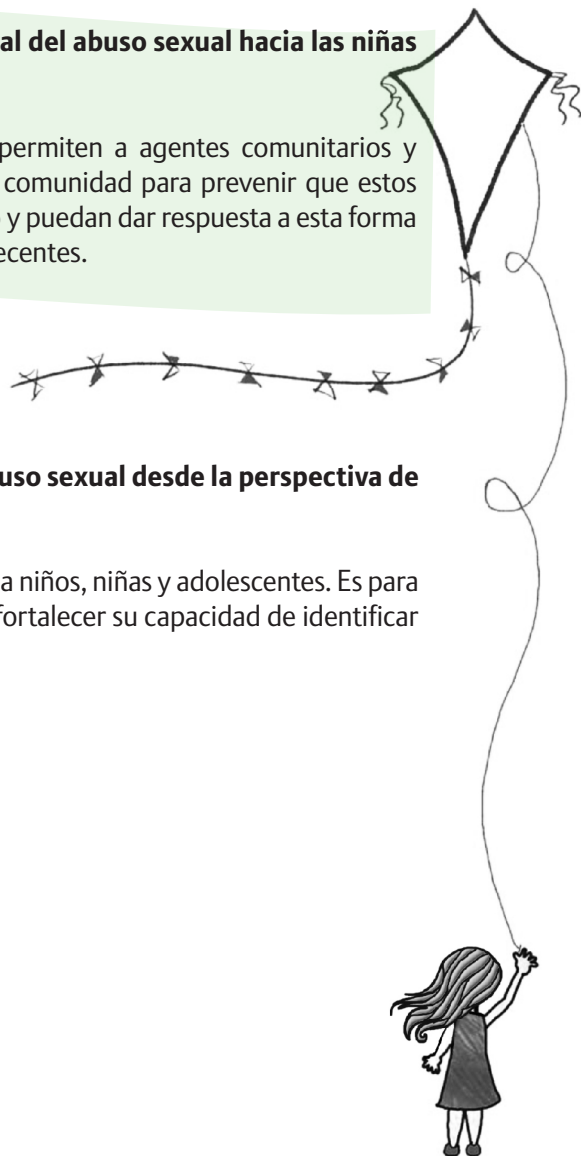 al del abuso sexual hacia las niñas
permiten a agentes comunitarios y
comunidad para prevenir que estos
y puedan dar respuesta a esta forma
ecentes.
uso sexual desde la perspectiva de
a niños, niñas y adolescentes. Es para
fortalecer su capacidad de identificar